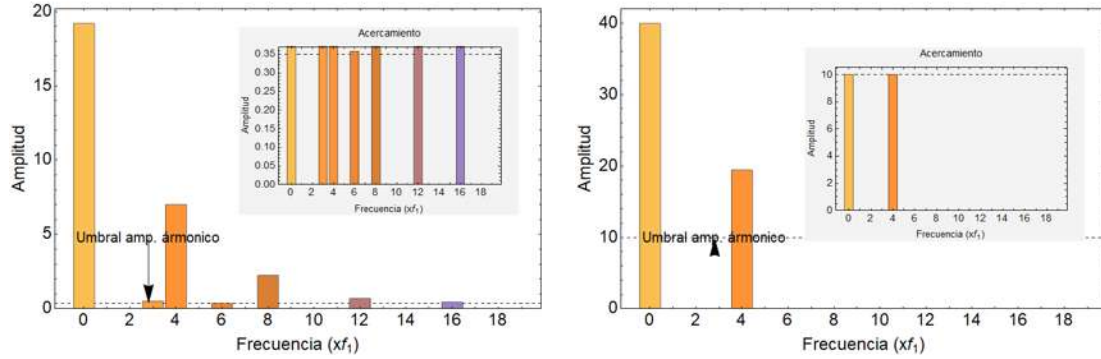 20
15
10
5
0
Amplitud
Umbral amp. ármonico
0 2 4 6 8 10 12 14 16 18
Frecuencia (xf₁)
Acercamiento
0.35
0.30
0.25
0.20
0.15
0.10
0.05
0.00
Amplitud
0 2 4 6 8 10 12 14 16 18
Frecuencia (xf₁)
40
30
20
10
0
Amplitud
Umbral amp. ármonico
0 2 4 6 8 10 12 14 16 18
Frecuencia (xf₁)
Acercamiento
10
8
6
4
2
0
Amplitud
0 2 4 6 8 10 12 14 16 18
Frecuencia (xf₁)